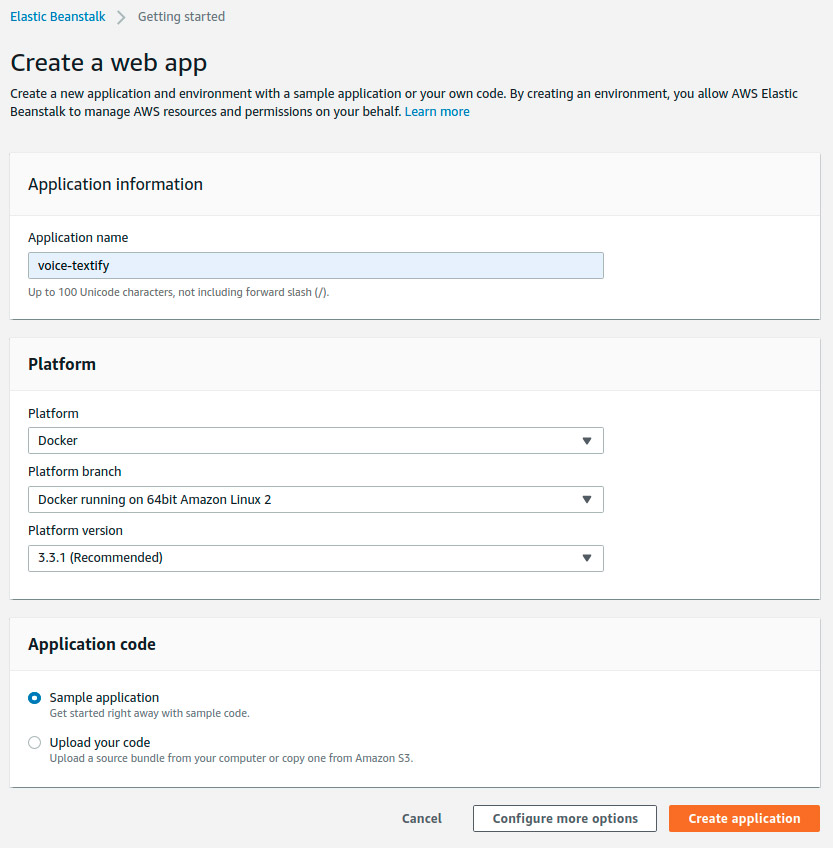 Elastic Beanstalk > Getting started
Create a web app
Create a new application and environment with a sample application or your own code. By creating an environment, you allow AWS Elastic
Beanstalk to manage AWS resources and permissions on your behalf. Learn more
Application information
Application name
voice-textify
Up to 100 Unicode characters, not including forward slash (/).
Platform
Platform
Docker
Platform branch
Docker running on 64bit Amazon Linux 2
Platform version
3.3.1 (Recommended)
Application code
Sample application
Get started right away with sample code.
Upload your code
Upload a source bundle from your computer or copy one from Amazon S3.
Cancel Configure more options Create application